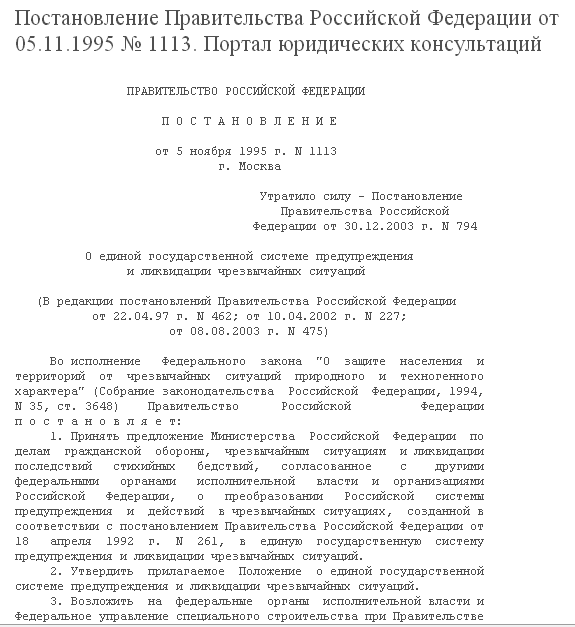 Постановление Правительства Российской Федерации от
05.11.1995 № 1113. Портал юридических консультаций
ПРАВИТЕЛЬСТВО РОССИЙСКОЙ ФЕДЕРАЦИИ
П О С Т А Н О В Л Е Н И Е
от 5 ноября 1995 г. N 1113
г. Москва
Утратило силу - Постановление
Правительства Российской
Федерации от 30.12.2003 г. N 794
О единой государственной системе предупреждения
и ликвидации чрезвычайных ситуаций
(В редакции постановлений Правительства Российской Федерации
от 22.04.97 г. N 462; от 10.04.2002 г. N 227;
от 08.08.2003 г. N 475)
Во исполнение Федерального закона "О защите населения и
территорий от чрезвычайных ситуаций природного и техногенного
характера" (Собрание законодательства Российской Федерации, 1994,
N 35, ст. 3648) Правительство Российской Федерации
п о с т а н о в л я е т:
1. Принять предложение Министерства Российской Федерации по
делам гражданской обороны, чрезвычайным ситуациям и ликвидации
последствий стихийных бедствий, согласованное с другими
федеральными органами исполнительной власти и организациями
Российской Федерации, о преобразовании Российской системы
предупреждения и действий в чрезвычайных ситуациях, созданной в
соответствии с постановлением Правительства Российской Федерации от
18 апреля 1992 г. N 261, в единую государственную систему
предупреждения и ликвидации чрезвычайных ситуаций.
2. Утвердить прилагаемое Положение о единой государственной
системе предупреждения и ликвидации чрезвычайных ситуаций.
3. Возложить на федеральные органы исполнительной власти и
Федеральное управление специального строительства при Правительстве